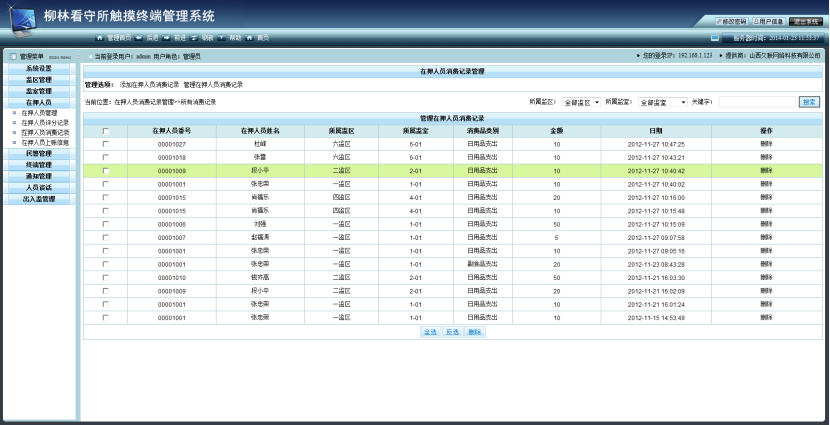 柳林看守所触摸终端管理系统
修改密码 用户信息 退出系统
管理首页 后退 前进 刷新 帮助 首页
服务器时间：2014-01-23 11:53:37
管理菜单
当前登录用户：admin 用户角色：管理员
您的登录IP：192.168.1.123 提供商：山西久联网络科技有限公司
系统设置
监区管理
监室管理
在押人员
在押人员管理
在押人员评分记录
在押人员消费记录
在押人员上账信息
民警管理
终端管理
通知管理
人员谈话
出入监管理
在押人员消费记录管理
管理选项： 添加在押人员消费记录 管理在押人员消费记录
当前位置：在押人员消费记录管理>>所有消费记录
所属监区： 全部监区 所属监室： 全部监室 关键字： 搜索
管理在押人员消费记录
在押人员番号 在押人员姓名 所属监区 所属监室 消费品类别 金额 日期 操作
00001027 杜峰 六监区 6-01 日用品支出 10 2012-11-27 10:47:25 删除
00001018 张雷 六监区 6-01 日用品支出 10 2012-11-27 10:43:21 删除
00001009 段小平 二监区 2-01 日用品支出 10 2012-11-27 10:40:42 删除
00001001 张忠荣 一监区 1-01 日用品支出 10 2012-11-27 10:40:02 删除
00001015 尚福乐 四监区 4-01 日用品支出 20 2012-11-27 10:16:00 删除
00001015 尚福乐 四监区 4-01 日用品支出 10 2012-11-27 10:15:48 删除
00001006 刘强 一监区 1-01 日用品支出 50 2012-11-27 10:15:09 删除
00001007 赵福涛 一监区 1-01 日用品支出 5 2012-11-27 09:07:58 删除
00001001 张忠荣 一监区 1-01 日用品支出 10 2012-11-27 09:05:16 删除
00001001 张忠荣 一监区 1-01 副食品支出 20 2012-11-23 08:43:28 删除
00001010 侯亦高 二监区 2-01 日用品支出 50 2012-11-21 16:03:30 删除
00001009 段小平 二监区 2-01 日用品支出 20 2012-11-21 16:02:09 删除
00001001 张忠荣 一监区 1-01 日用品支出 10 2012-11-21 16:01:24 删除
00001001 张忠荣 一监区 1-01 日用品支出 10 2012-11-15 14:53:49 删除
全选 反选 删除